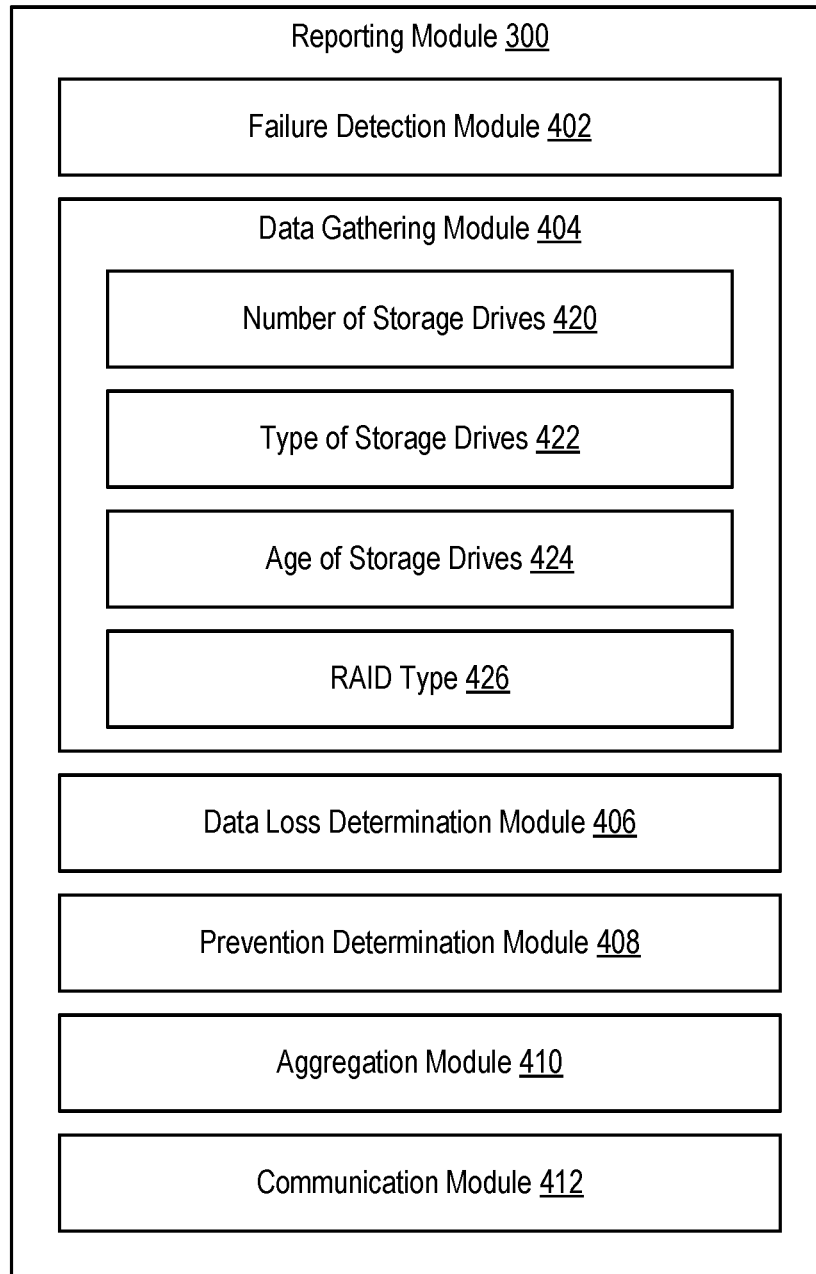 Reporting Module 300
Failure Detection Module 402
Data Gathering Module 404
Number of Storage Drives 420
Type of Storage Drives 422
Age of Storage Drives 424
RAID Type 426
Data Loss Determination Module 406
Prevention Determination Module 408
Aggregation Module 410
Communication Module 412